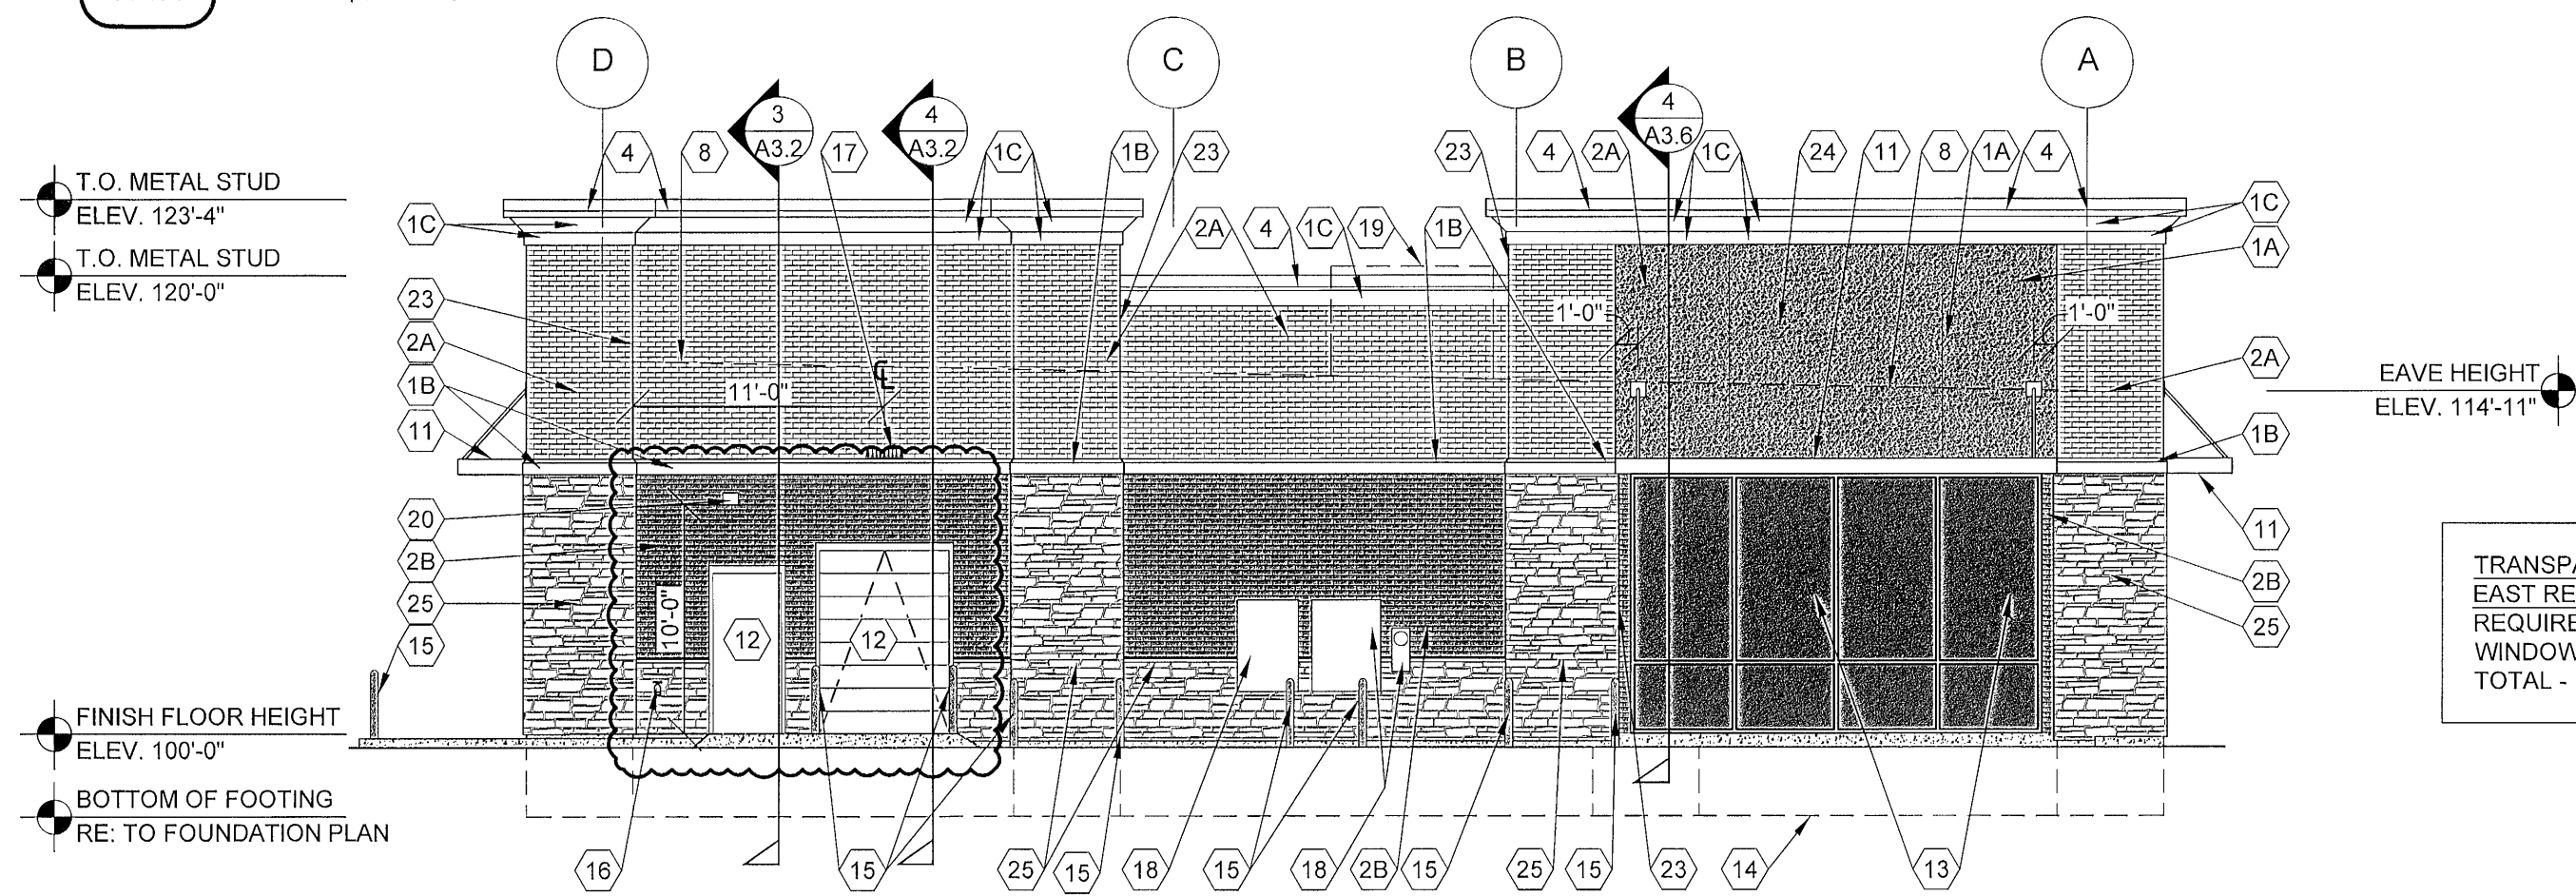 D
C
B
A
3
A3.2
4
A3.2
4
A3.6
4
8
17
1C
1B
23
23
4
2A
1C
24
11
8
1A
4
T.O. METAL STUD
ELEV. 123'-4"
1C
2A
4
1C
19
1B
1C
T.O. METAL STUD
ELEV. 120'-0"
1A
23
1'-0"
1'-0"
2A
2A
1B
℄
11'-0"
EAVE HEIGHT
ELEV. 114'-11"
11
1B
20
11
2B
TRANSPA
EAST RE
REQUIRE
WINDOW
TOTAL -
2B
25
10'-0"
12
12
25
15
FINISH FLOOR HEIGHT
ELEV. 100'-0"
BOTTOM OF FOOTING
RE: TO FOUNDATION PLAN
16
15
25
15
18
15
18
2B
15
25
15
23
14
13